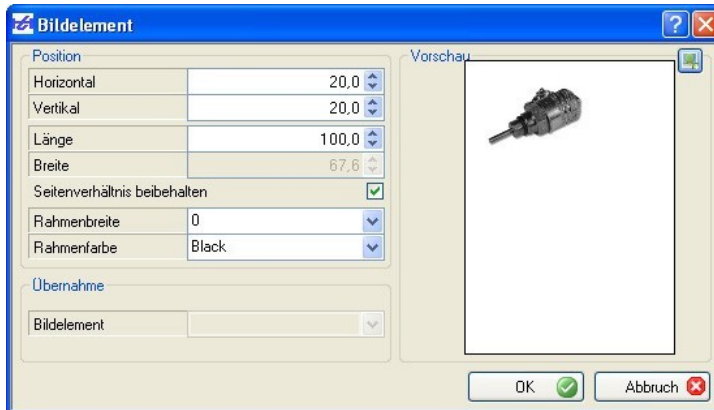 Bildelement
Position
Horizontal 20,0
Vertikal 20,0
Länge 100,0
Breite 67,6
Seitenverhältnis beibehalten
Rahmenbreite 0
Rahmenfarbe Black
Übernahme
Bildelement
Vorschau
OK
Abbruch